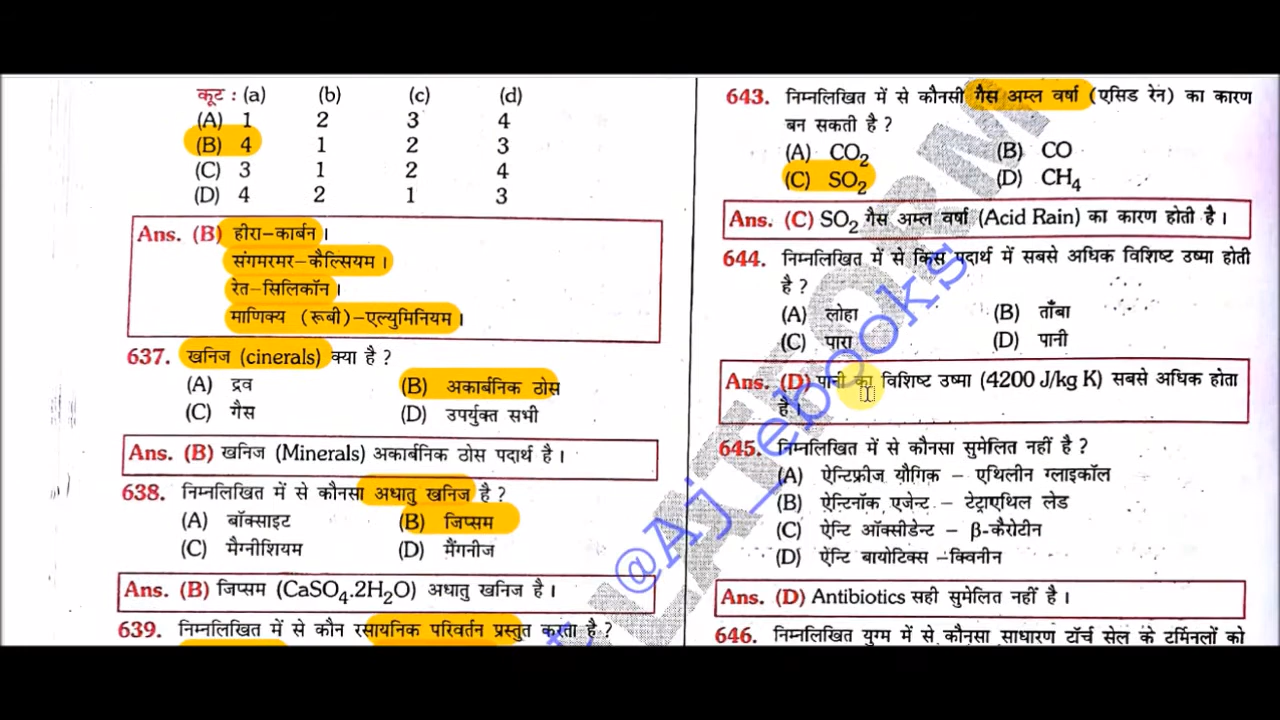 कूट : (a) (b) (c) (d)
(A) 1 2 3 4
(B) 4 1 2 3
(C) 3 1 2 4
(D) 4 2 1 3
Ans. (B) हीरा–कार्बन ।
संगमरमर–कैल्सियम ।
रेत–सिलिकॉन ।
माणिक्य (रूबी)–एल्युमिनियम ।
637. खनिज (cinerals) क्या है ?
(A) द्रव (B) अकार्बनिक ठोस
(C) गैस (D) उपर्युक्त सभी
Ans. (B) खनिज (Minerals) अकार्बनिक ठोस पदार्थ है ।
638. निम्नलिखित में से कौनसा अधातु खनिज है ?
(A) बॉक्साइट (B) जिप्सम
(C) मैग्नीशियम (D) मैंगनीज
Ans. (B) जिप्सम (CaSO₄.2H₂O) अधातु खनिज है ।
639. निम्नलिखित में से कौन रसायनिक परिवर्तन प्रस्तुत करता है ?
643. निम्नलिखित में से कौनसी गैस अम्ल वर्षा (एसिड रेन) का कारण
बन सकती है ?
(A) CO₂ (B) CO
(C) SO₂ (D) CH₄
Ans. (C) SO₂ गैस अम्ल वर्षा (Acid Rain) का कारण होती है ।
644. निम्नलिखित में से किस पदार्थ में सबसे अधिक विशिष्ट उष्मा होती
है ?
(A) लोहा (B) ताँबा
(C) पारा (D) पानी
Ans. (D) पानी का विशिष्ट उष्मा (4200 J/kg K) सबसे अधिक होता
है ।
645. निम्नलिखित में से कौनसा सुमेलित नहीं है ?
(A) ऐन्टिफ्रीज यौगिक – एथिलीन ग्लाइकॉल
(B) ऐन्टिनॉक एजेन्ट – टेट्राएथिल लेड
(C) ऐन्टि ऑक्सीडेन्ट – β-कैरोटीन
(D) ऐन्टि बायोटिक्स –क्विनीन
Ans. (D) Antibiotics सही सुमेलित नहीं है ।
646. निम्नलिखित युग्म में से कौनसा साधारण टॉर्च सेल के टर्मिनलों को
@Aj_ebooks